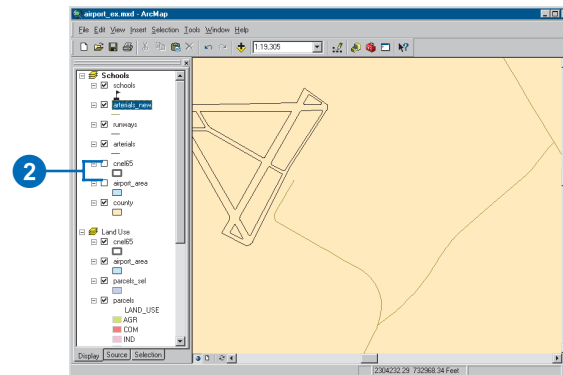 airport_ex.mxd - ArcMap
File Edit View Insert Selection Tools Window Help
1:19,305
Schools
schools
arterials_new
runways
arterials
2
cnel65
airport_area
county
Land Use
cnel65
airport_area
parcels_sel
parcels
LAND_USE
AGR
COM
IND
Display Source Selection
2304232.29 732968.34 Feet